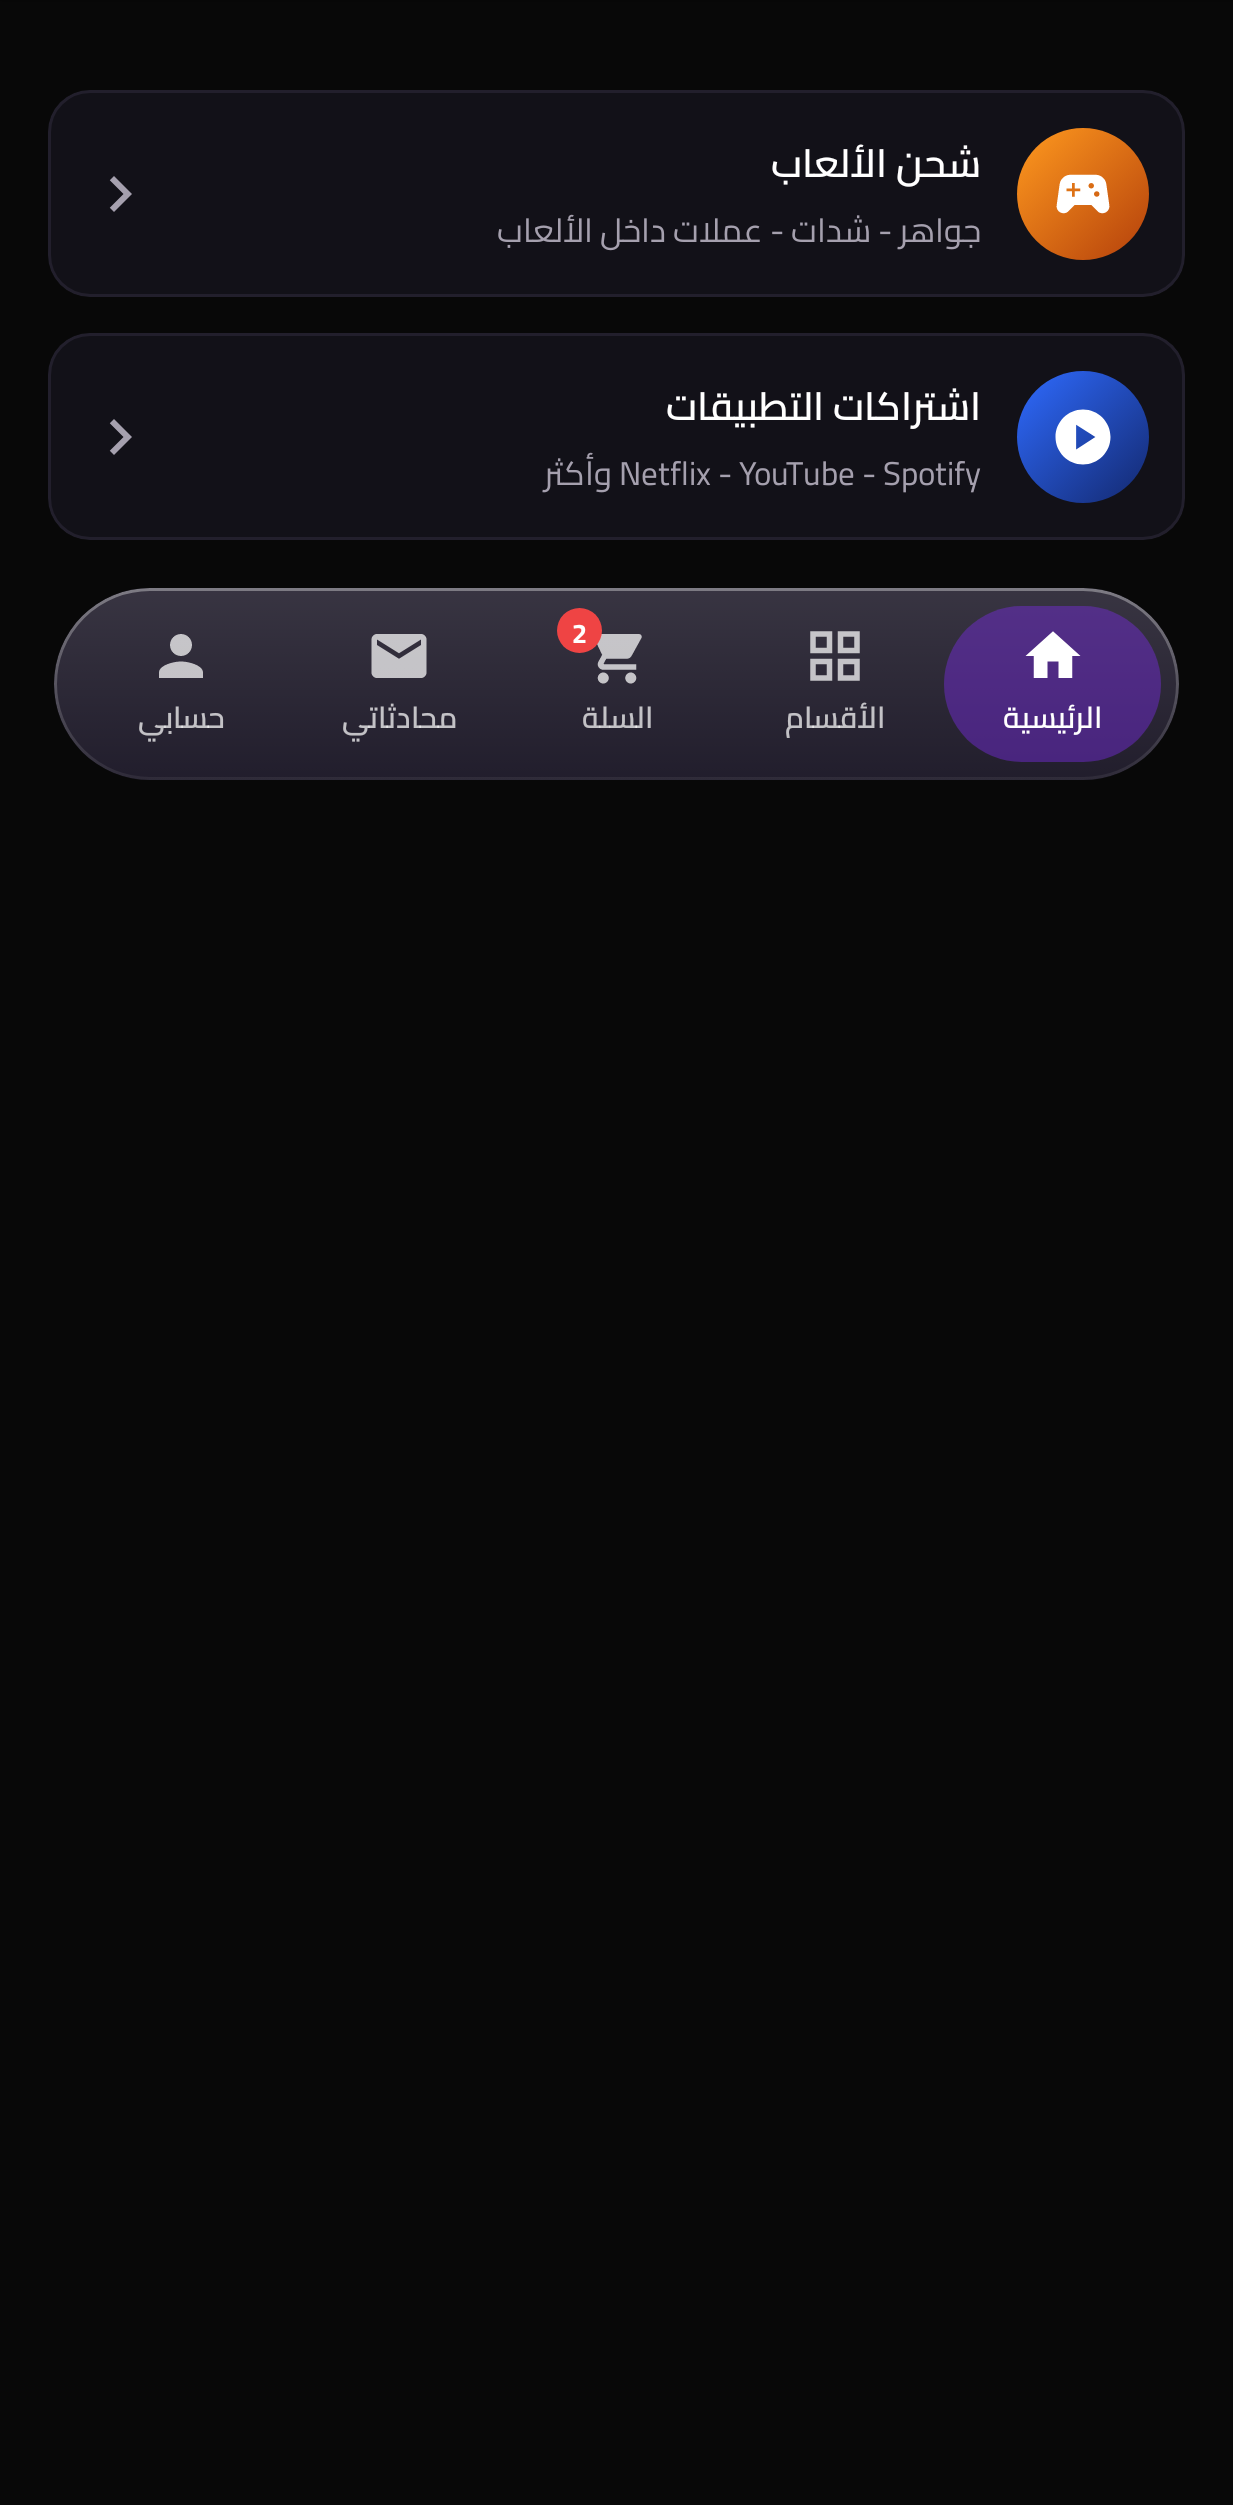 شحن الألعاب
جواهر - شدات - عملات داخل الألعاب
اشتراكات التطبيقات
Netflix - YouTube - Spotify وأكثر
2
الرئيسية
الأقسام
السلة
محادثاتي
حسابي